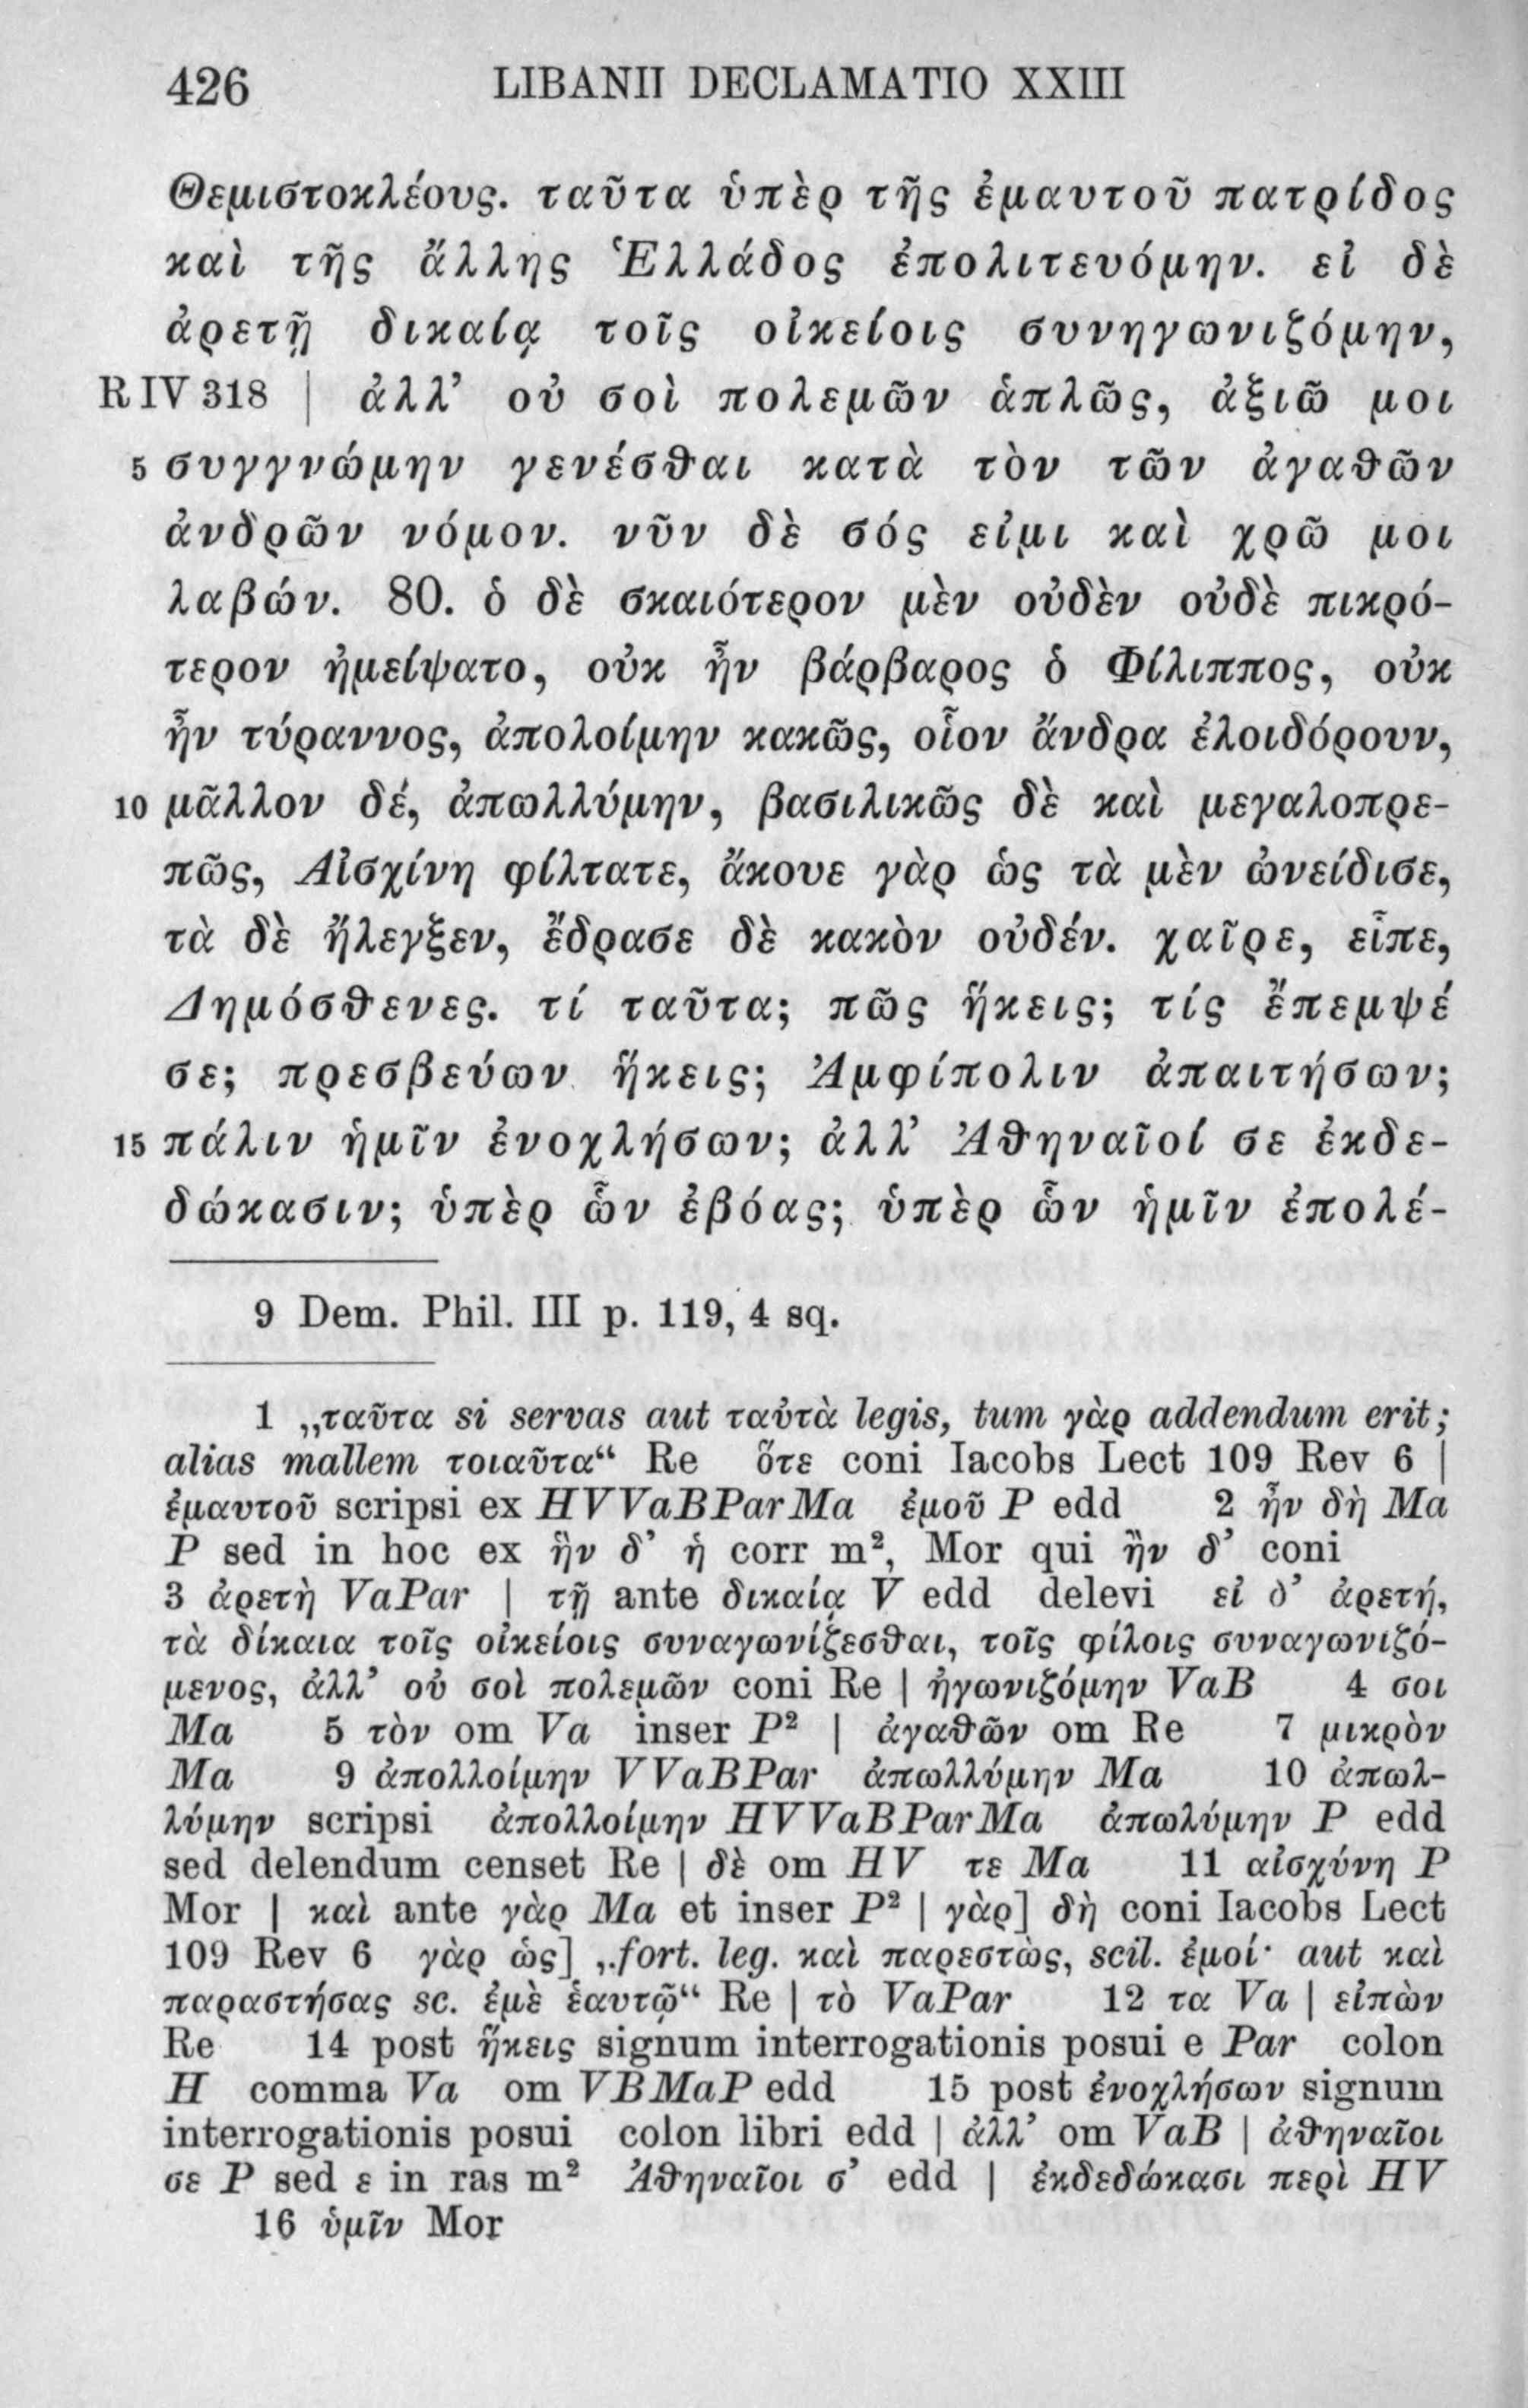 426 LIBANII DECLAMATIO XXIII
Θεμιστοκλέους. ταῦτα ὑπὲρ τῆς ἐμαυτοῦ πατρίδος
καὶ τῆς ἄλλης Ἑλλάδος ἐπολιτευόμην. εἰ δὲ
ἀρετῇ δικαίᾳ τοῖς οἰκείοις συνηγωνιζόμην,
R IV 318 | ἀλλ’ οὐ σοὶ πολεμῶν ἁπλῶς, ἀξιῶ μοι
5 συγγνώμην γενέσθαι κατὰ τὸν τῶν ἀγαθῶν
ἀνδρῶν νόμον. νῦν δὲ σός εἰμι καὶ χρῶ μοι
λαβών. 80. ὁ δὲ σκαιότερον μὲν οὐδὲν οὐδὲ πικρό-
τερον ἠμείψατο, οὐκ ἦν βάρβαρος ὁ Φίλιππος, οὐκ
ἦν τύραννος, ἀπολοίμην κακῶς, οἷον ἄνδρα ἐλοιδόρουν,
10 μᾶλλον δέ, ἀπωλλύμην, βασιλικῶς δὲ καὶ μεγαλοπρε-
πῶς, Αἰσχίνη φίλτατε, ἄκουε γὰρ ὡς τὰ μὲν ὠνείδισε,
τὰ δὲ ἤλεγξεν, ἔδρασε δὲ κακὸν οὐδέν. χαῖρε, εἶπε,
Δημόσθενες. τί ταῦτα; πῶς ἥκεις; τίς ἔπεμψέ
σε; πρεσβεύων ἥκεις; Ἀμφίπολιν ἀπαιτήσων;
15 πάλιν ἡμῖν ἐνοχλήσων; ἀλλ’ Ἀθηναῖοί σε ἐκδε-
δώκασιν; ὑπὲρ ὧν ἐβόας; ὑπὲρ ὧν ἡμῖν ἐπολέ-
9 Dem. Phil. III p. 119, 4 sq.
1 „ταῦτα si servas aut ταὐτὰ legis, tum γὰρ addendum erit;
alias mallem τοιαῦτα“ Re ὅτε coni Iacobs Lect 109 Rev 6 |
ἐμαυτοῦ scripsi ex HVVaBParMa ἐμοῦ P edd 2 ἦν δὴ Ma
P sed in hoc ex ἣν δ’ ἡ corr m², Mor qui ἢν δ’ coni
3 ἀρετὴ VaPar | τῇ ante δικαίᾳ V edd delevi εἰ δ’ ἀρετή,
τὰ δίκαια τοῖς οἰκείοις συναγωνίζεσθαι, τοῖς φίλοις συναγωνιζό-
μενος, ἀλλ’ οὐ σοὶ πολεμῶν coni Re | ἠγωνιζόμην VaB 4 σοι
Ma 5 τὸν om Va inser P² | ἀγαθῶν om Re 7 μικρὸν
Ma 9 ἀπολλοίμην VVaBPar ἀπωλλύμην Ma 10 ἀπωλ-
λύμην scripsi ἀπολλοίμην HVVaBParMa ἀπωλύμην P edd
sed delendum censet Re | δὲ om HV τε Ma 11 αἰσχύνη P
Mor | καὶ ante γὰρ Ma et inser P² | γὰρ] δὴ coni Iacobs Lect
109 Rev 6 γὰρ ὡς] „fort. leg. καὶ παρεστὼς, scil. ἐμοί· aut καὶ
παραστήσας sc. ἐμὲ ἑαυτῷ“ Re | τὸ VaPar 12 τα Va | εἰπὼν
Re 14 post ἥκεις signum interrogationis posui e Par colon
H comma Va om VBMaP edd 15 post ἐνοχλήσων signum
interrogationis posui colon libri edd | ἀλλ’ om VaB | ἀθηναῖοι
σε P sed ε in ras m² Ἀθηναῖοι σ’ edd | ἐκδεδώκασι περὶ HV
16 ὑμῖν Mor